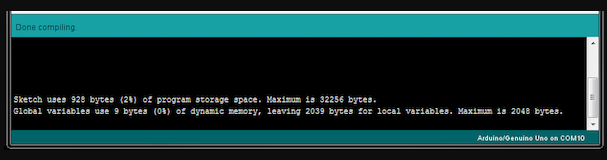 Done compiling.
Sketch uses 928 bytes (2%) of program storage space. Maximum is 32256 bytes.
Global variables use 9 bytes (0%) of dynamic memory, leaving 2039 bytes for local variables. Maximum is 2048 bytes.
Arduino/Genuino Uno on COM10